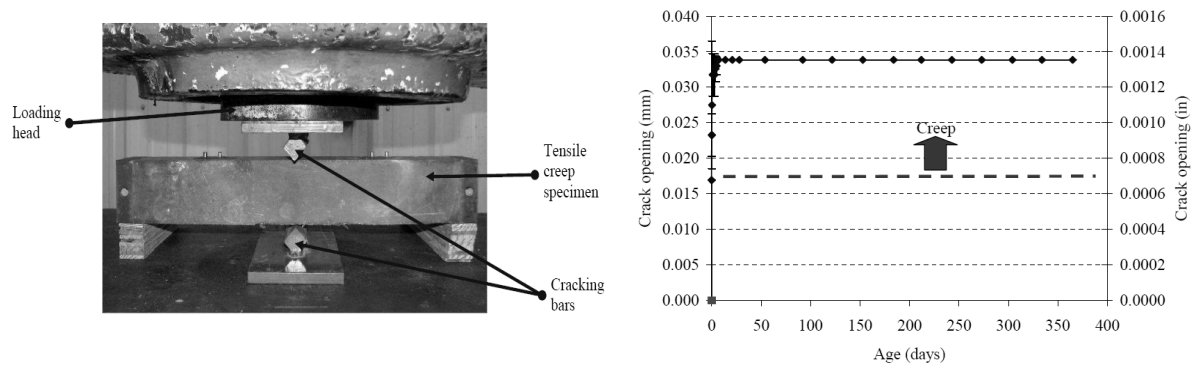 Loading
head
Tensile
creep
specimen
Cracking
bars
0.040
0.035
0.030
0.025
0.020
0.015
0.010
0.005
0.000
Crack opening (mm)
Creep
0.0016
0.0014
0.0012
0.0010
0.0008
0.0006
0.0004
0.0002
0.0000
Crack opening (in)
0 50 100 150 200 250 300 350 400
Age (days)